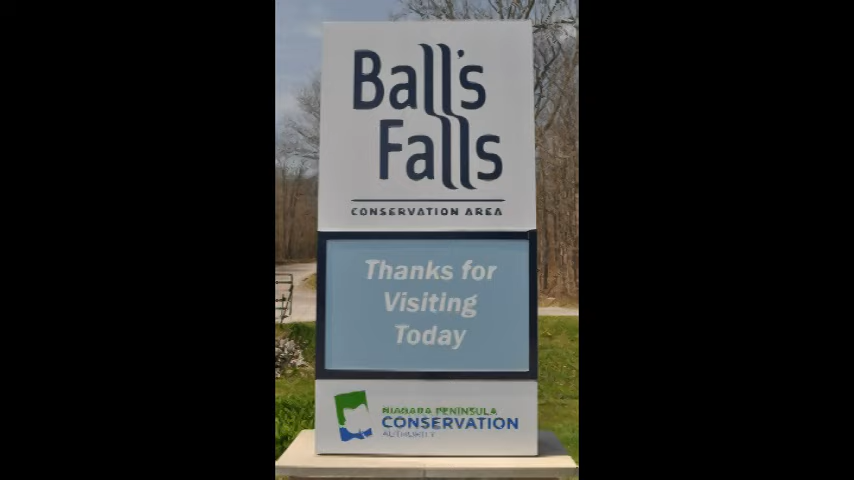 Ball's
Falls
CONSERVATION AREA
Thanks for
Visiting
Today
NIAGARA PENINSULA
CONSERVATION
AUTHORITY